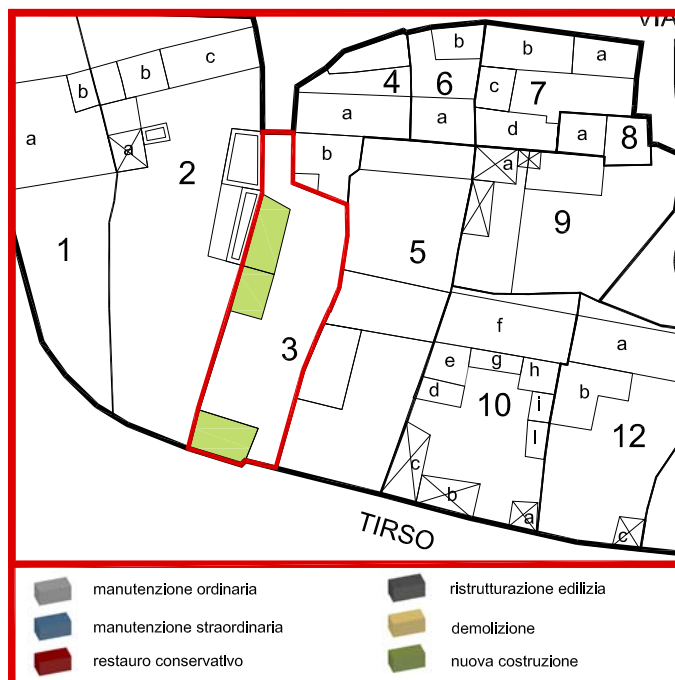 VIA
b
a
b
c
b
b
c
4
6
7
a
a
a
d
a
8
a
2
b
a
1
5
9
3
f
a
e
g
h
d
b
10
i
12
l
c
b
a
c
TIRSO
manutenzione ordinaria
ristrutturazione edilizia
manutenzione straordinaria
demolizione
restauro conservativo
nuova costruzione